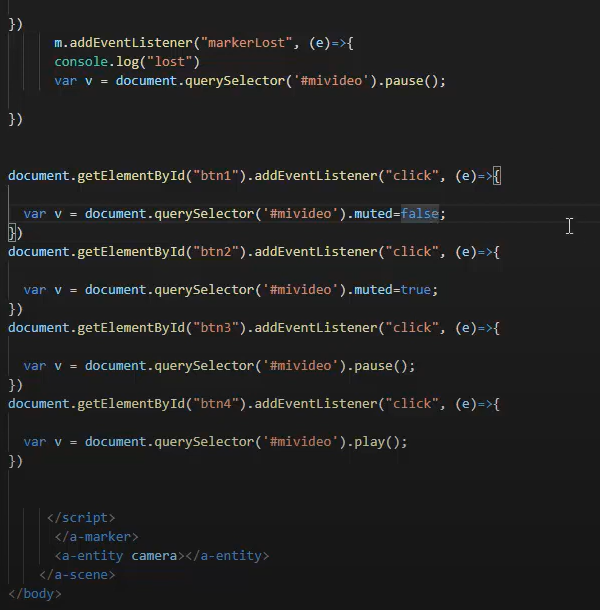 })
m.addEventListener("markerLost", (e)=>{
console.log("lost")
var v = document.querySelector('#mivideo').pause();
})
document.getElementById("btn1").addEventListener("click", (e)=>{
var v = document.querySelector('#mivideo').muted=false;
})
document.getElementById("btn2").addEventListener("click", (e)=>{
var v = document.querySelector('#mivideo').muted=true;
})
document.getElementById("btn3").addEventListener("click", (e)=>{
var v = document.querySelector('#mivideo').pause();
})
document.getElementById("btn4").addEventListener("click", (e)=>{
var v = document.querySelector('#mivideo').play();
})
</script>
</a-marker>
<a-entity camera></a-entity>
</a-scene>
</body>